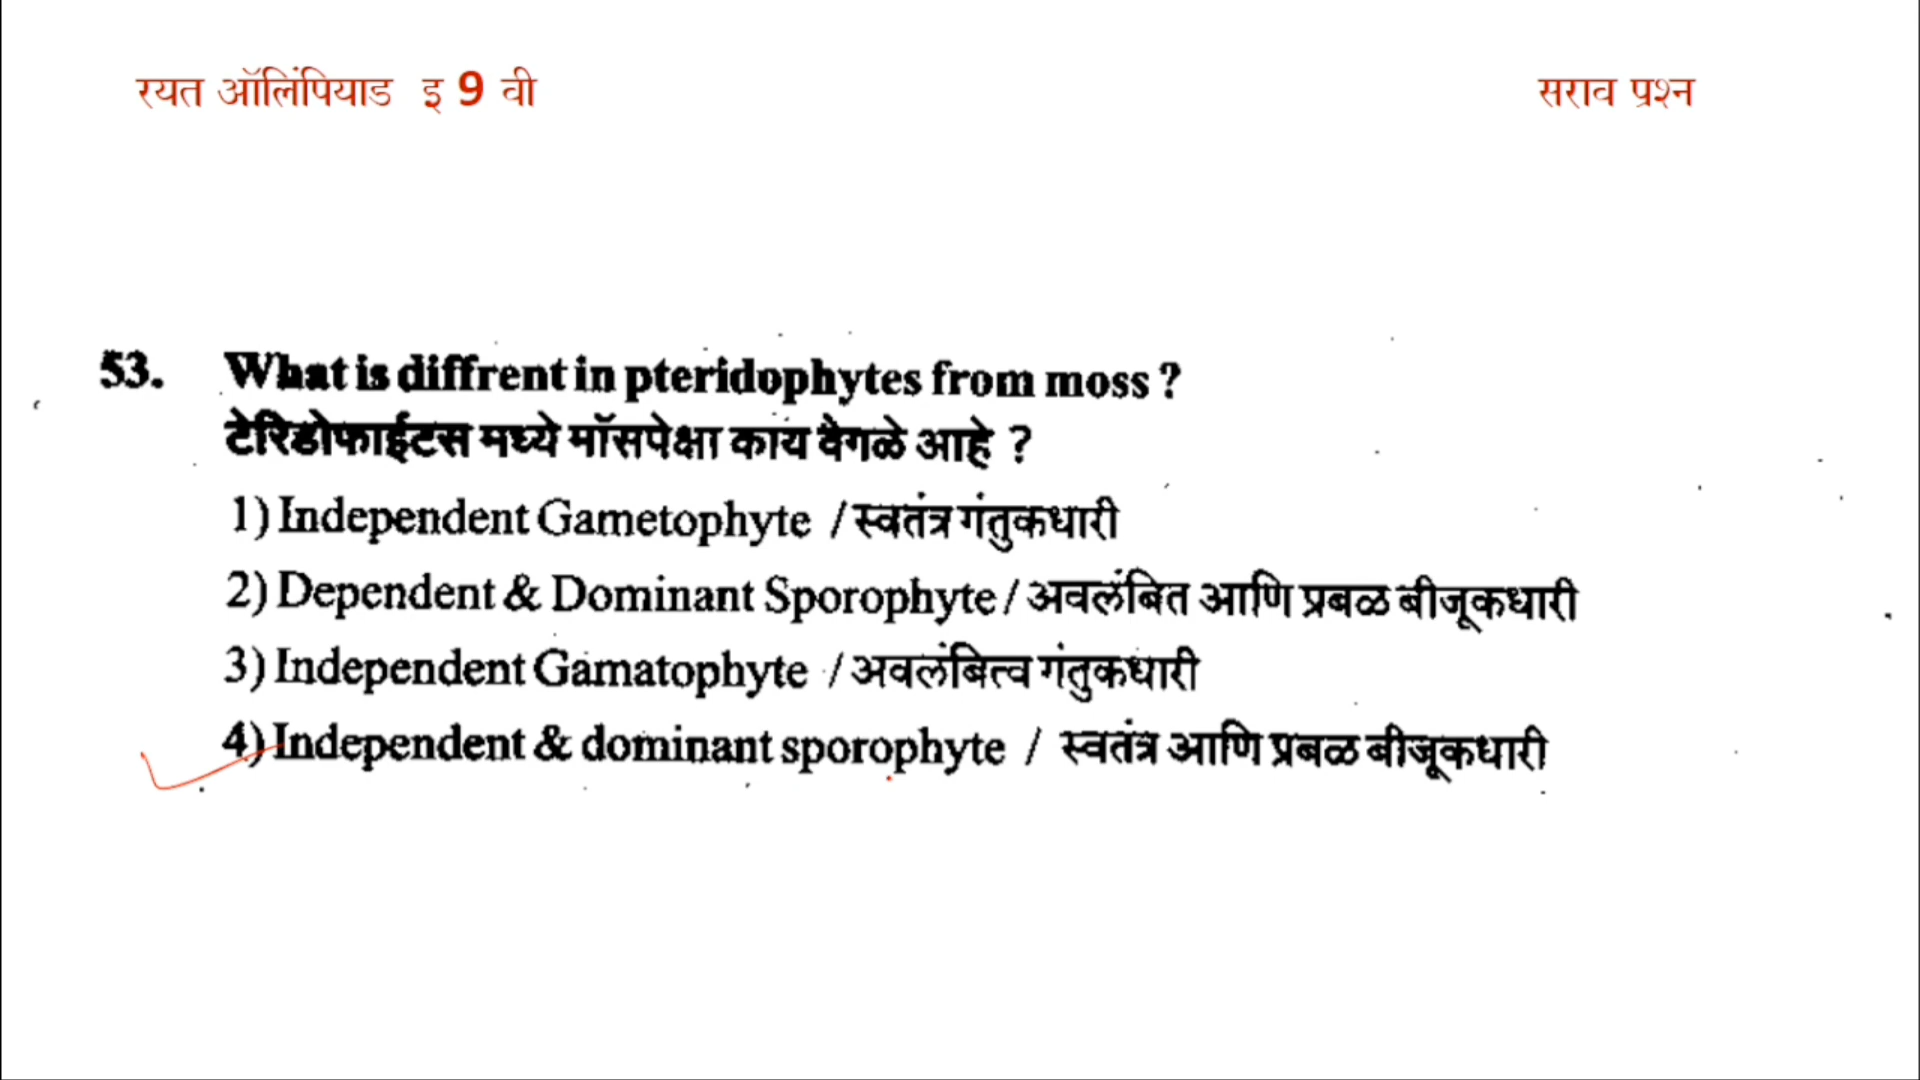 रयत ऑलिंपियाड इ 9 वी
सराव प्रश्न
53. What is diffrent in pteridophytes from moss ?
टेरिडोफाईटस मध्ये मॉसपेक्षा काय वेगळे आहे ?
1) Independent Gametophyte / स्वतंत्र गंतुकधारी
2) Dependent & Dominant Sporophyte / अवलंबित आणि प्रबळ बीजूकधारी
3) Independent Gamatophyte / अवलंबित्व गंतुकधारी
4) Independent & dominant sporophyte / स्वतंत्र आणि प्रबळ बीजूकधारी